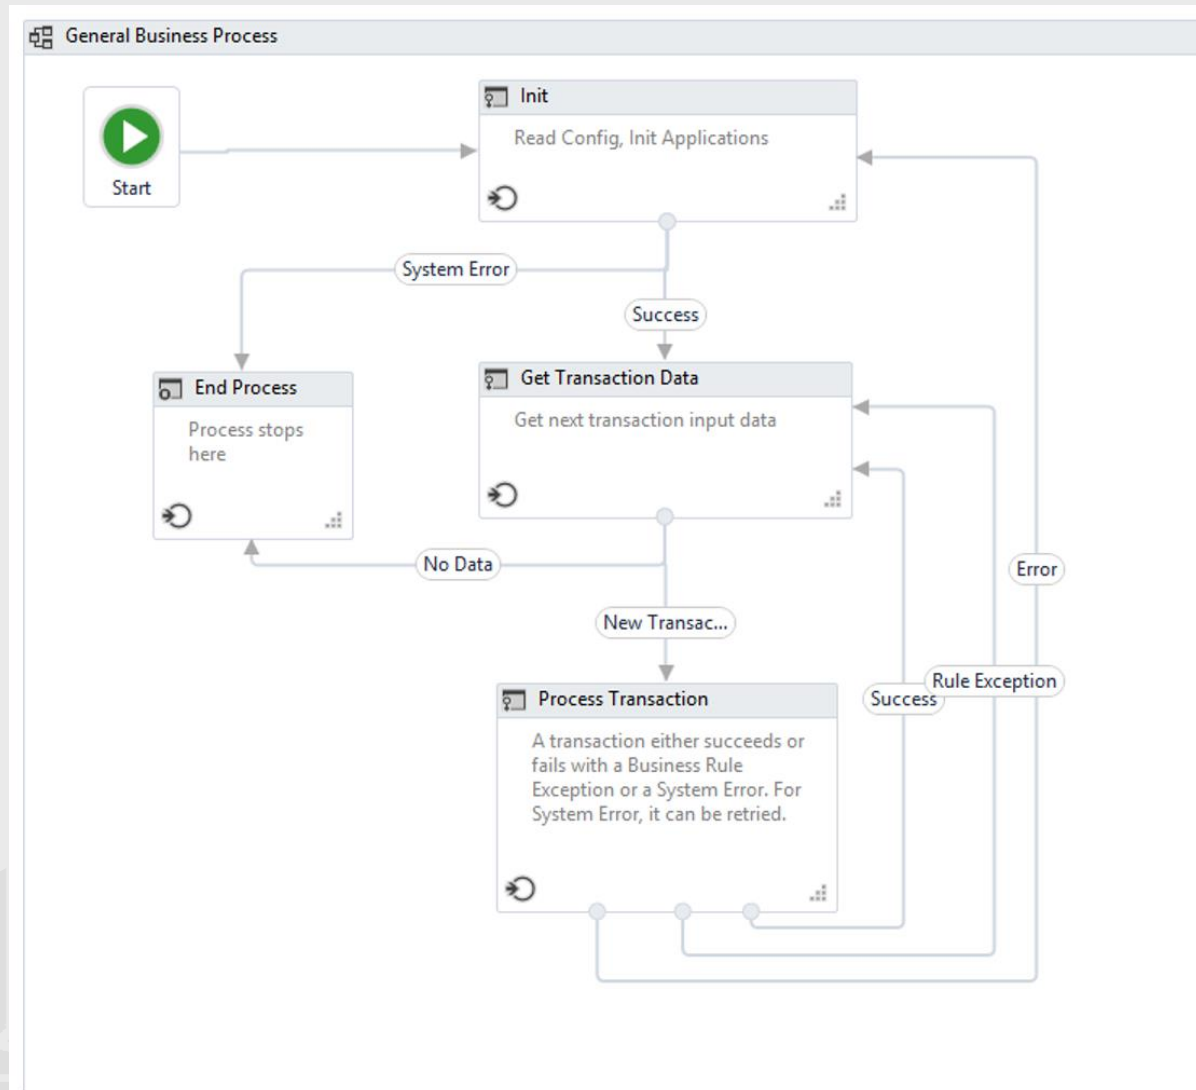 General Business Process
Init
Read Config, Init Applications
Start
System Error
Success
End Process
Process stops
here
Get Transaction Data
Get next transaction input data
No Data
Error
New Transac...
Rule Exception
Success
Process Transaction
A transaction either succeeds or
fails with a Business Rule
Exception or a System Error. For
System Error, it can be retried.